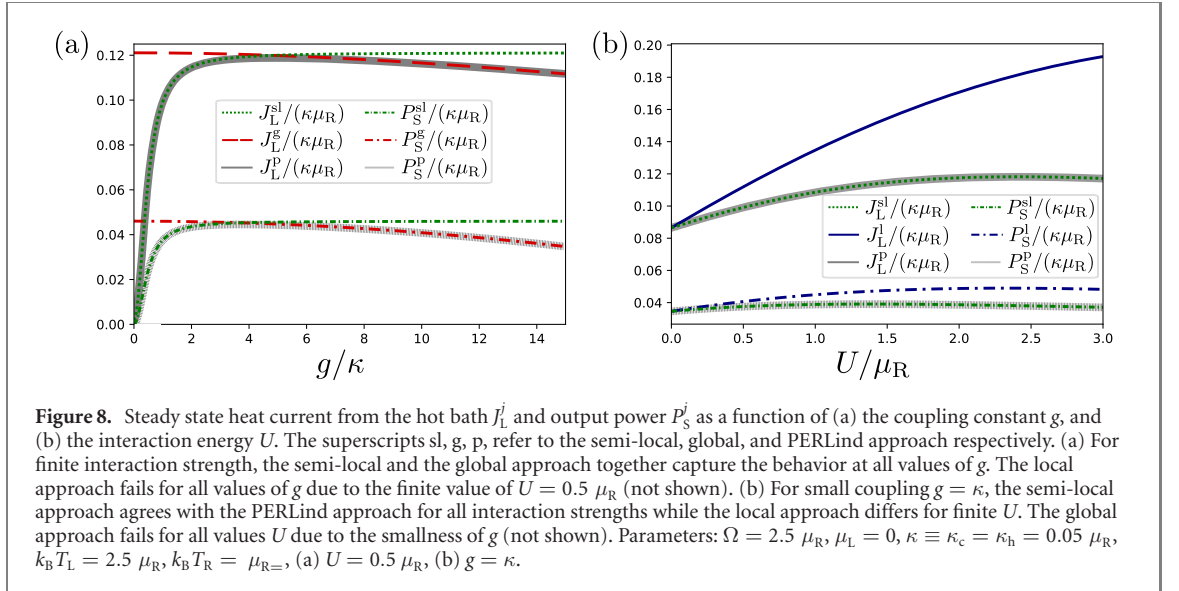 (a)
0.12
0.10
0.08
0.06
0.04
0.02
0.00
J_L^sl/(κμ_R) P_S^sl/(κμ_R)
J_L^g/(κμ_R) P_S^g/(κμ_R)
J_L^p/(κμ_R) P_S^p/(κμ_R)
0 2 4 6 8 10 12 14
g/κ
(b)
0.20
0.18
0.16
0.14
0.12
0.10
0.08
0.06
0.04
J_L^sl/(κμ_R) P_S^sl/(κμ_R)
J_L^l/(κμ_R) P_S^l/(κμ_R)
J_L^p/(κμ_R) P_S^p/(κμ_R)
0.0 0.5 1.0 1.5 2.0 2.5 3.0
U/μ_R
Figure 8. Steady state heat current from the hot bath J_L^j and output power P_S^j as a function of (a) the coupling constant g, and
(b) the interaction energy U. The superscripts sl, g, p, refer to the semi-local, global, and PERLind approach respectively. (a) For
finite interaction strength, the semi-local and the global approach together capture the behavior at all values of g. The local
approach fails for all values of g due to the finite value of U = 0.5 μ_R (not shown). (b) For small coupling g = κ, the semi-local
approach agrees with the PERLind approach for all interaction strengths while the local approach differs for finite U. The global
approach fails for all values U due to the smallness of g (not shown). Parameters: Ω = 2.5 μ_R, μ_L = 0, κ ≡ κ_c = κ_h = 0.05 μ_R,
k_BT_L = 2.5 μ_R, k_BT_R = μ_R=, (a) U = 0.5 μ_R, (b) g = κ.